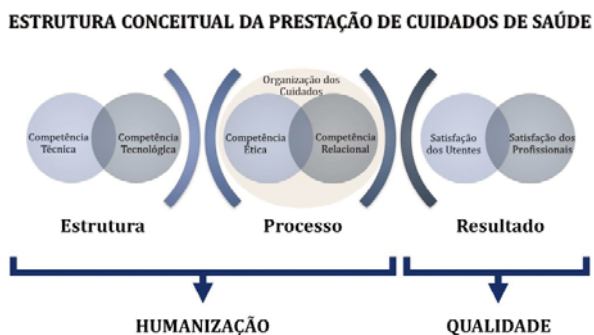 ESTRUTURA CONCEITUAL DA PRESTAÇÃO DE CUIDADOS DE SAÚDE
Organização dos
Cuidados
Competência
Técnica
Competência
Tecnológica
Competência
Ética
Competência
Relacional
Satisfação
dos Utentes
Satisfação dos
Profissionais
Estrutura
Processo
Resultado
HUMANIZAÇÃO
QUALIDADE